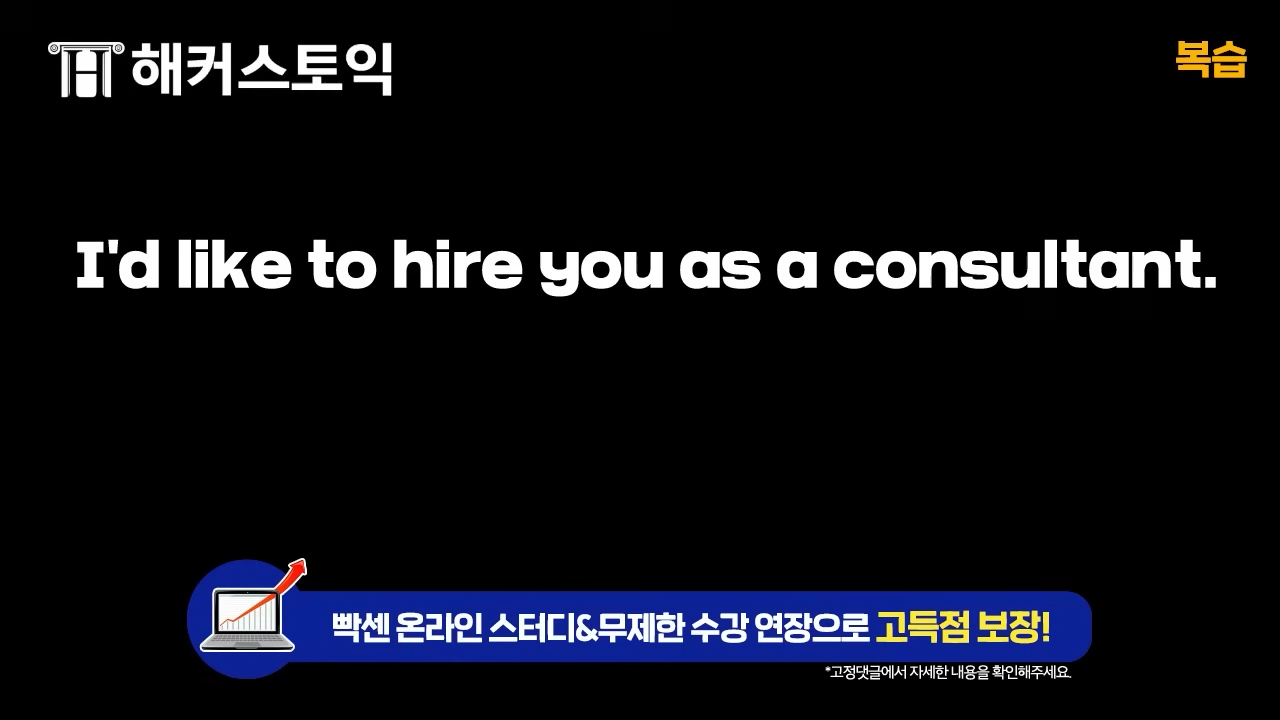 해커스토익
복습
I'd like to hire you as a consultant.
빡센 온라인 스터디&무제한 수강 연장으로 고득점 보장!
*고정댓글에서 자세한 내용을 확인해주세요.